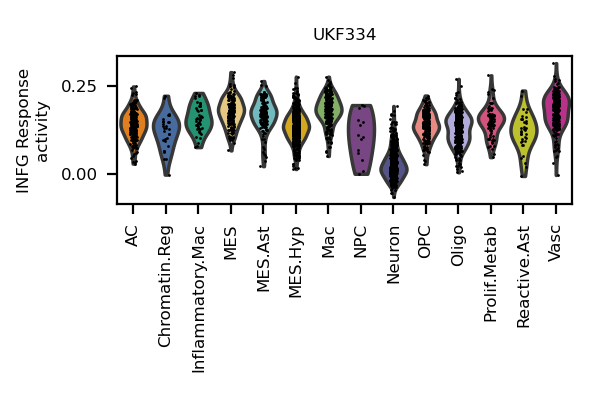 UKF334
INFG Response
activity
0.25
0.00
AC
Chromatin.Reg
Inflammatory.Mac
MES
MES.Ast
MES.Hyp
Mac
NPC
Neuron
OPC
Oligo
Prolif.Metab
Reactive.Ast
Vasc